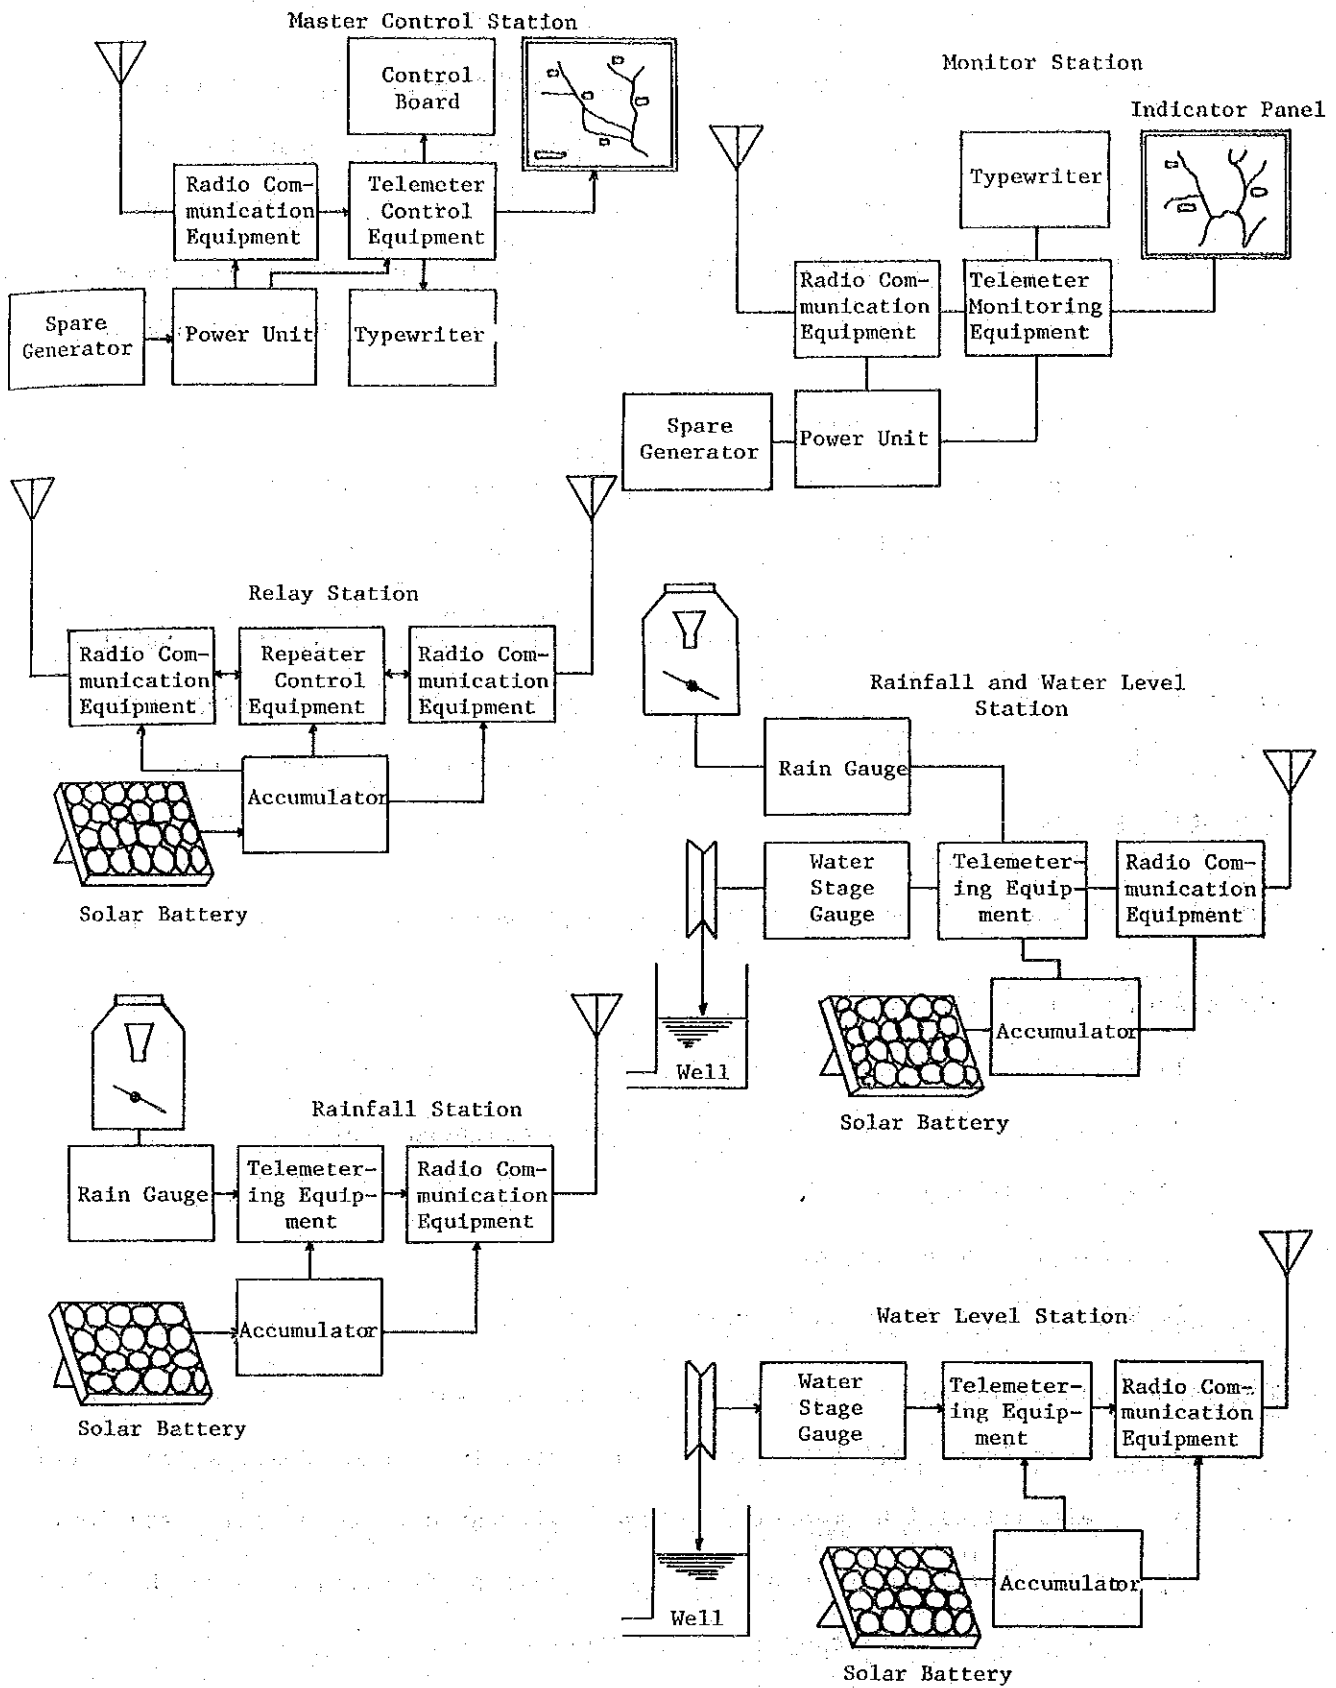 Master Control Station
Control
Board
Radio Com-
munication
Equipment
Telemeter
Control
Equipment
Spare
Generator
Power Unit
Typewriter
Monitor Station
Indicator Panel
Typewriter
Radio Com-
munication
Equipment
Telemeter
Monitoring
Equipment
Spare
Generator
Power Unit
Relay Station
Radio Com-
munication
Equipment
Repeater
Control
Equipment
Radio Com-
munication
Equipment
Accumulator
Solar Battery
Rainfall and Water Level
Station
Rain Gauge
Water
Stage
Gauge
Telemeter-
ing Equip-
ment
Radio Com-
munication
Equipment
Well
Accumulator
Solar Battery
Rainfall Station
Rain Gauge
Telemeter-
ing Equip-
ment
Radio Com-
munication
Equipment
Accumulator
Solar Battery
Water Level Station
Water
Stage
Gauge
Telemeter-
ing Equip-
ment
Radio Com-
munication
Equipment
Well
Accumulator
Solar Battery